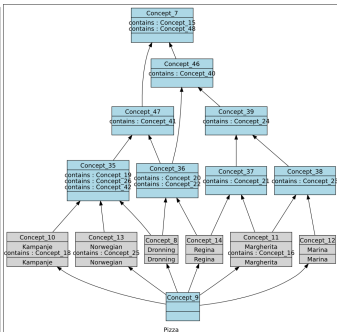 Concept_7
contains : Concept_15
contains : Concept_48
Concept_46
contains : Concept_40
Concept_47
contains : Concept_41
Concept_39
contains : Concept_24
Concept_35
contains : Concept_19
contains : Concept_26
contains : Concept_42
Concept_36
contains : Concept_20
contains : Concept_22
Concept_37
contains : Concept_21
Concept_38
contains : Concept_23
Concept_10
Kampanje
contains : Concept_18
Kampanje
Concept_13
Norwegian
contains : Concept_25
Norwegian
Concept_8
Dronning
Dronning
Concept_14
Regina
Regina
Concept_11
Margherita
contains : Concept_16
Margherita
Concept_12
Marina
Marina
Concept_9
Pizza